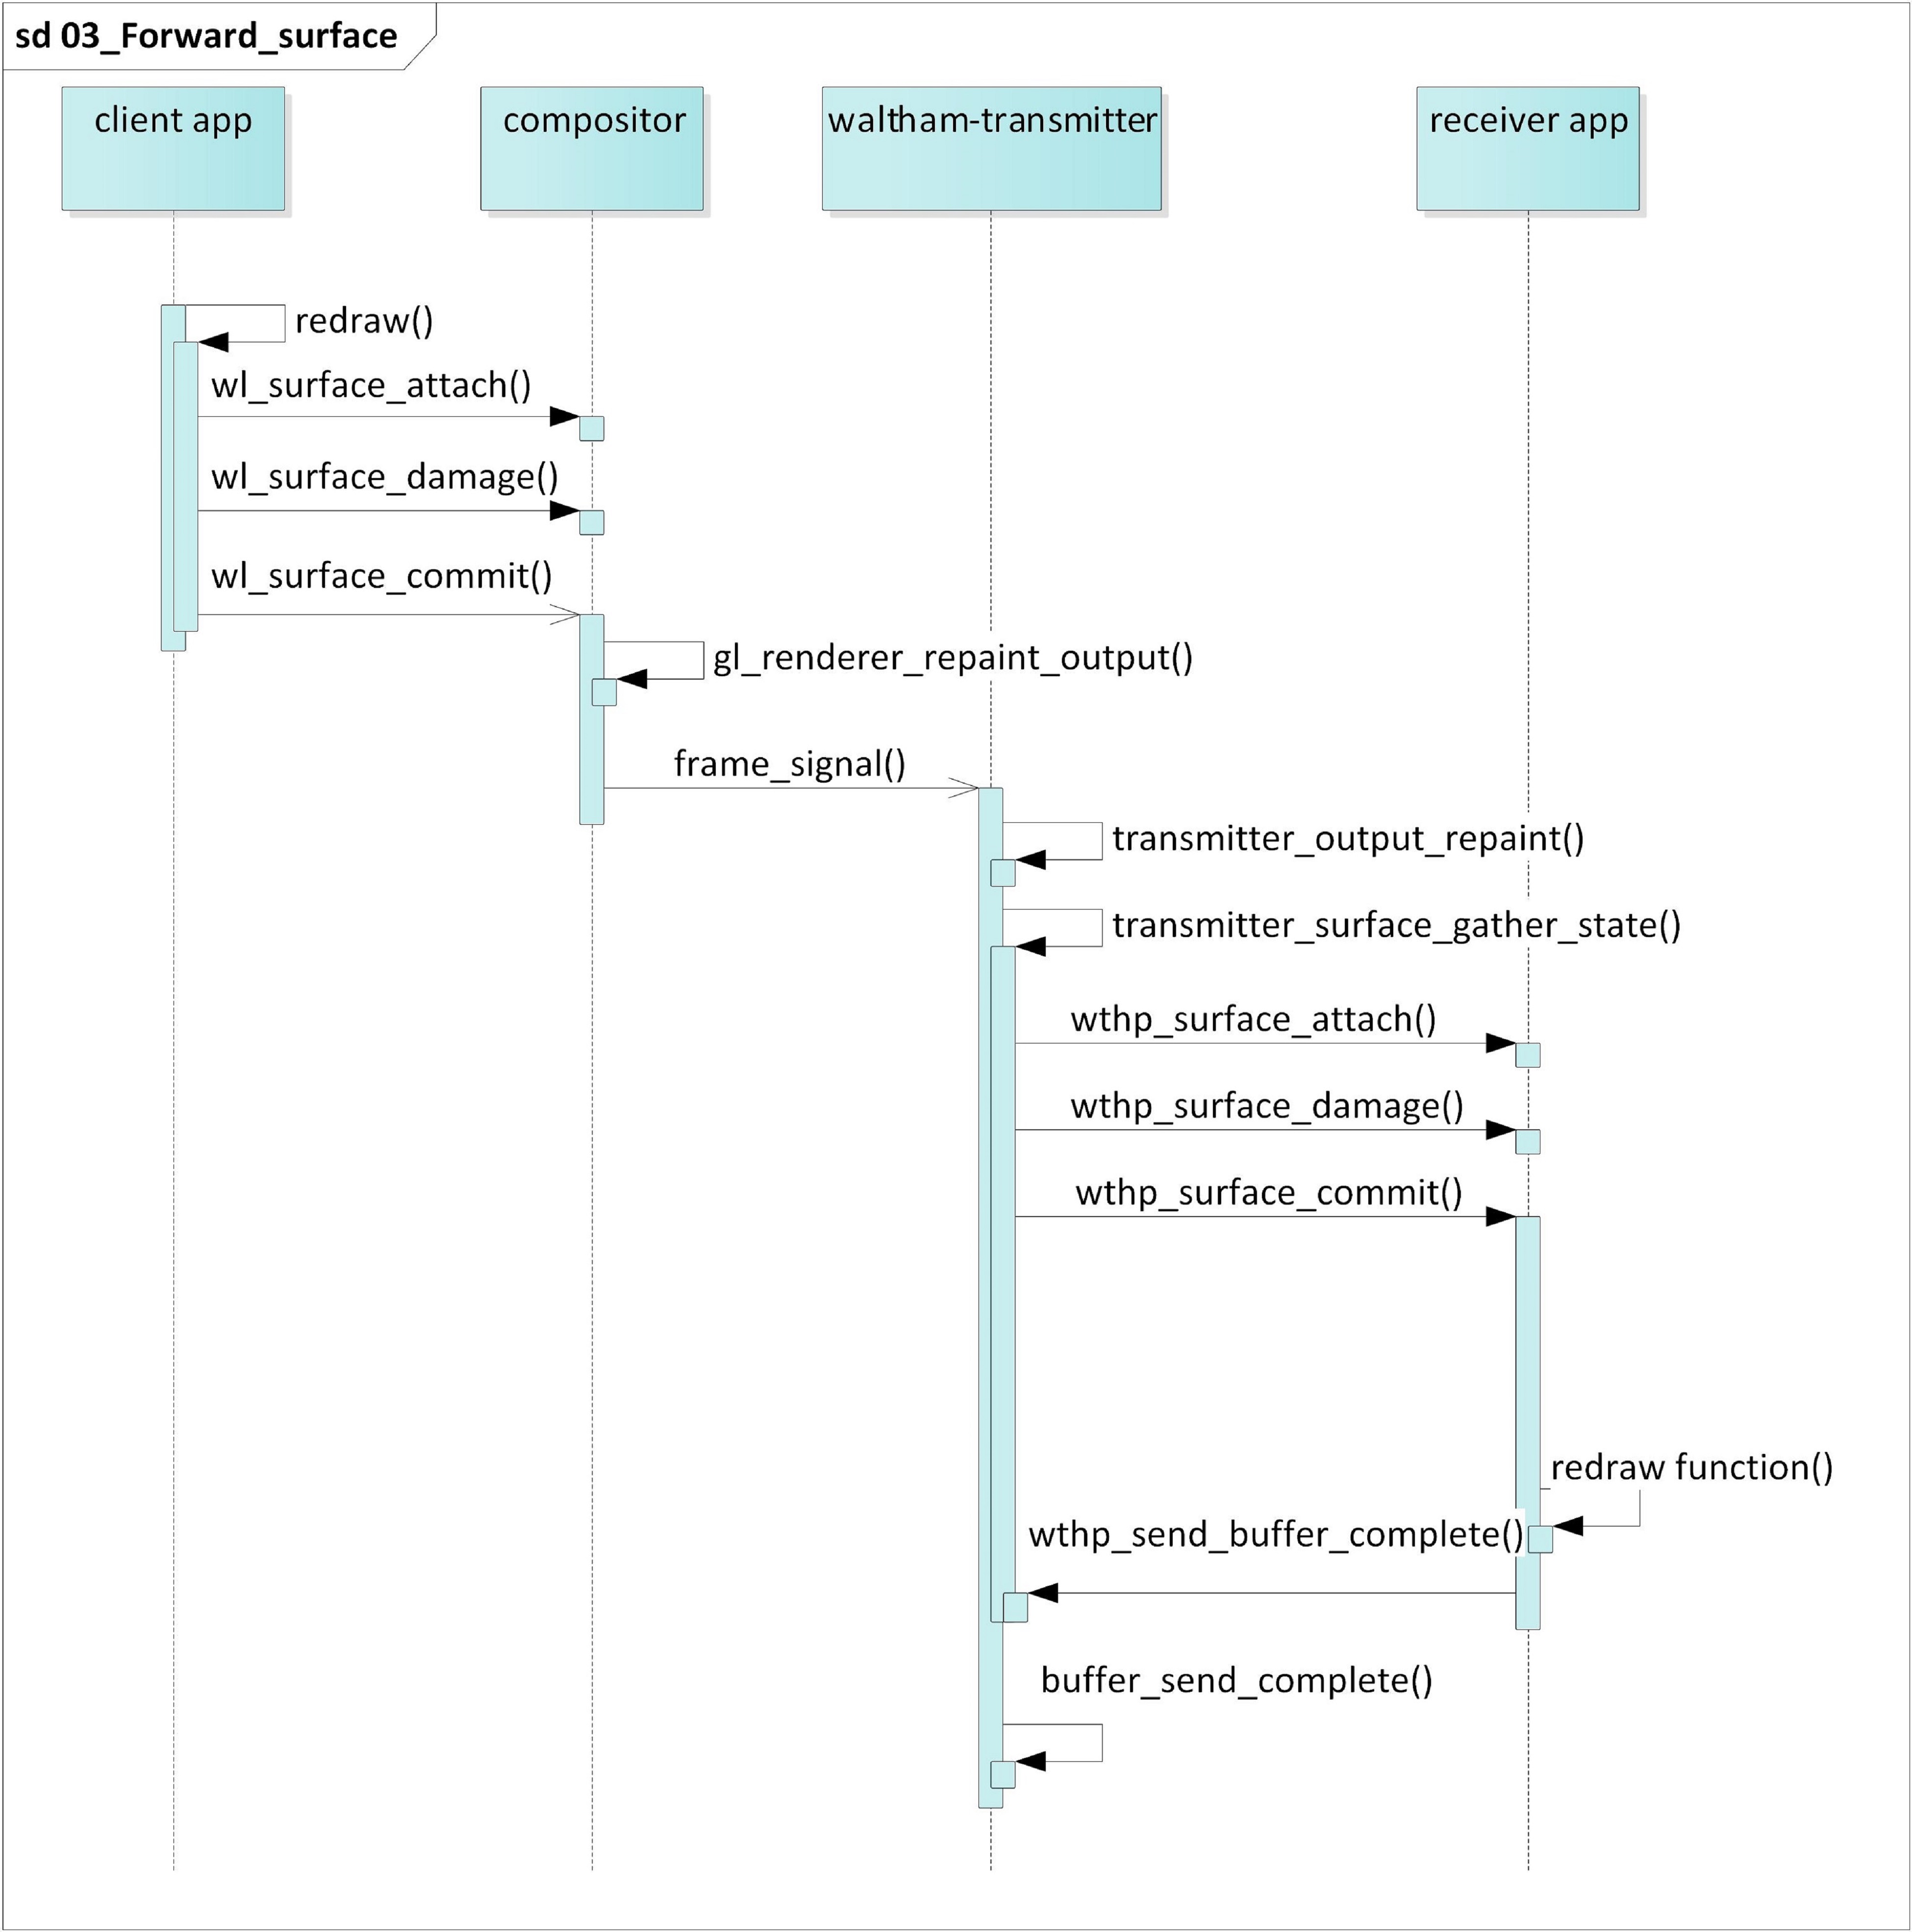 sd 03_Forward_surface
client app
compositor
waltham-transmitter
receiver app
redraw()
wl_surface_attach()
wl_surface_damage()
wl_surface_commit()
gl_renderer_repaint_output()
frame_signal()
transmitter_output_repaint()
transmitter_surface_gather_state()
wthp_surface_attach()
wthp_surface_damage()
wthp_surface_commit()
redraw function()
wthp_send_buffer_complete()
buffer_send_complete()